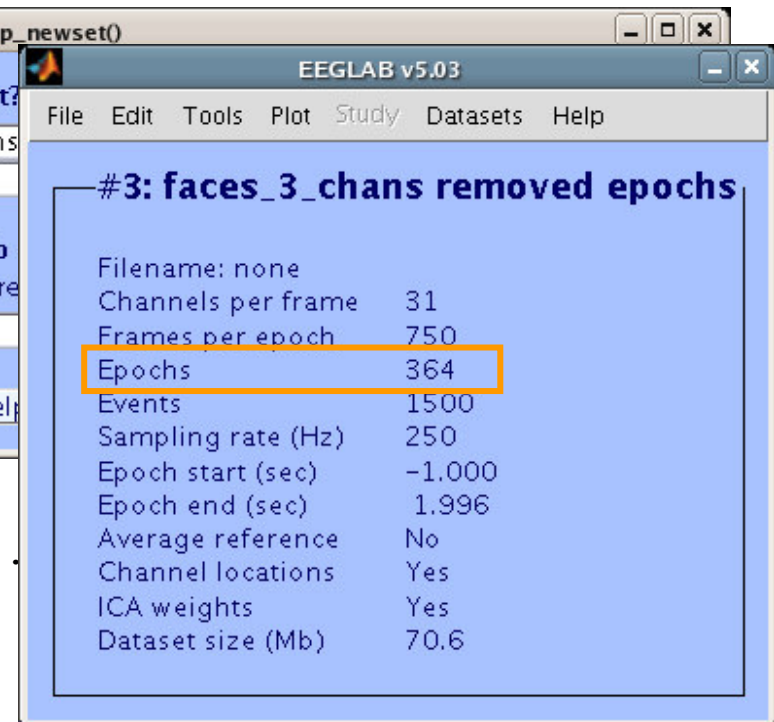 p_newset()
EEGLAB v5.03
File Edit Tools Plot Study Datasets Help
#3: faces_3_chans removed epochs
Filename: none
Channels per frame 31
Frames per epoch 750
Epochs 364
Events 1500
Sampling rate (Hz) 250
Epoch start (sec) -1.000
Epoch end (sec) 1.996
Average reference No
Channel locations Yes
ICA weights Yes
Dataset size (Mb) 70.6